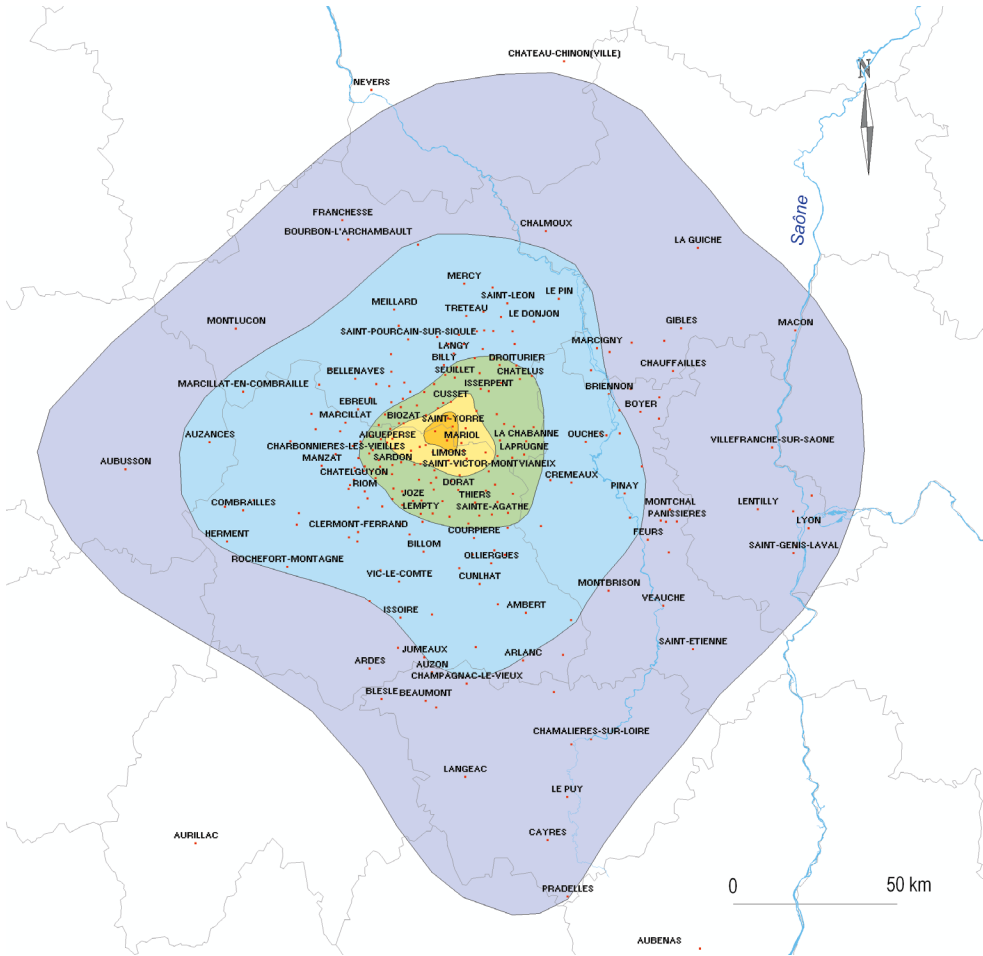 CHATEAU-CHINON(VILLE)
NEVERS
N
Saône
FRANCHESSE
BOURBON-L'ARCHAMBAULT
CHALMOUX
LA GUICHE
MERCY
SAINT-LEON
LE PIN
MEILLARD
TRETEAU
LE DONJON
MONTLUCON
SAINT-POURCAIN-SUR-SIOULE
GIBLES
MACON
LANGY
MARCIGNY
BILLY
DROITURIER
CHAUFFAILLES
BELLENAVES
SEUILLET
CHATELUS
MARCILLAT-EN-COMBRAILLE
ISSERPENT
BRIENNON
CUSSET
EBREUIL
BOYER
MARCILLAT
BIOZAT
SAINT-YORRE
AUZANCES
AIGUEPERSE
MARIOL
LA CHABANNE
OUCHES
VILLEFRANCHE-SUR-SAONE
CHARBONNIERES-LES-VIEILLES
LAPRUGNE
MANZAT
SARDON
LIMONS
AUBUSSON
SAINT-VICTOR-MONTVIANEIX
CHATELGUYON
CREMEAUX
RIOM
DORAT
PINAY
JOZE
THIERS
COMBRAILLES
LEMPTY
SAINTE-AGATHE
MONTCHAL
LENTILLY
PANISSIERES
CLERMONT-FERRAND
LYON
HERMENT
COURPIERE
FEURS
BILLOM
SAINT-GENIS-LAVAL
ROCHEFORT-MONTAGNE
OLLIERGUES
VIC-LE-COMTE
CUNLHAT
MONTBRISON
VEAUCHE
ISSOIRE
AMBERT
SAINT-ETIENNE
JUMEAUX
ARLANC
ARDES
AUZON
CHAMPAGNAC-LE-VIEUX
BLESLE
BEAUMONT
CHAMALIERES-SUR-LOIRE
LANGEAC
LE PUY
AURILLAC
CAYRES
PRADELLES
0
50 km
AUBENAS